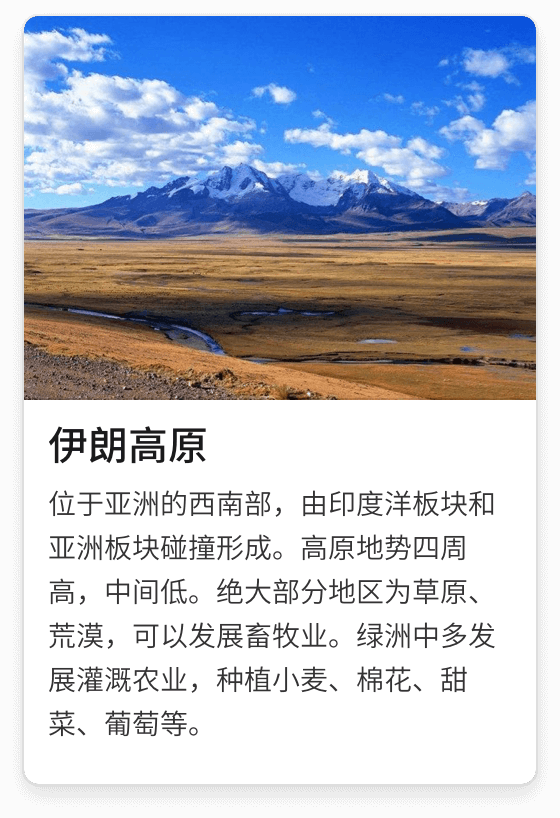 伊朗高原
位于亚洲的西南部，由印度洋板块和
亚洲板块碰撞形成。高原地势四周
高，中间低。绝大部分地区为草原、
荒漠，可以发展畜牧业。绿洲中多发
展灌溉农业，种植小麦、棉花、甜
菜、葡萄等。